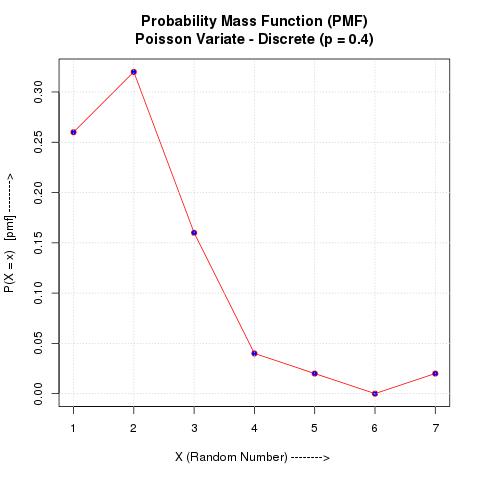 Probability Mass Function (PMF)
Poisson Variate - Discrete (p = 0.4)
P(X = x) [pmf] -------->
0.30
0.25
0.20
0.15
0.10
0.05
0.00
1 2 3 4 5 6 7
X (Random Number) -------->